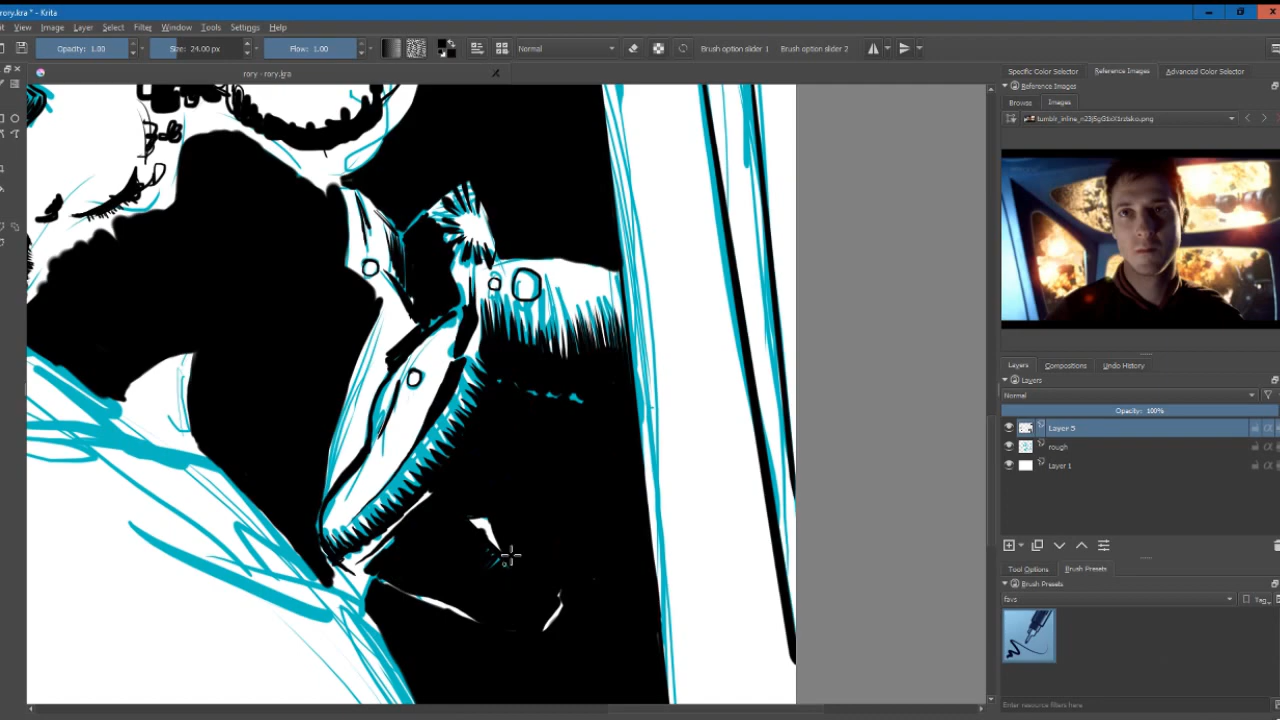 rory.kra * - Krita
it View Image Layer Select Filter Window Tools Settings Help
Opacity: 1.00 Size: 24.00 px Flow: 1.00 Normal Brush option slider 1 Brush option slider 2
rory - rory.kra
Specific Color Selector Reference Images Advanced Color Selector
Reference Images
Browse Images
Layers Compositions Undo History
Layers
Normal
Opacity: 100%
Layer 5
rough
Layer 1
Tool Options Brush Presets
Brush Presets
favs Tag
Enter resource filters here